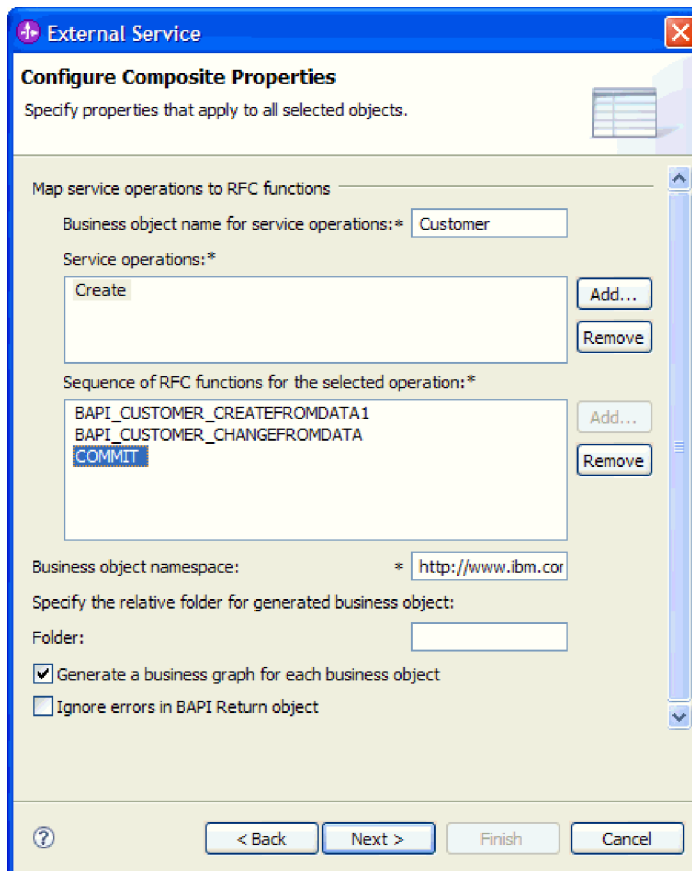 External Service
Configure Composite Properties
Specify properties that apply to all selected objects.
Map service operations to RFC functions
Business object name for service operations:* Customer
Service operations:*
Create
Add...
Remove
Sequence of RFC functions for the selected operation:*
BAPI_CUSTOMER_CREATEFROMDATA1
BAPI_CUSTOMER_CHANGEFROMDATA
COMMIT
Add...
Remove
Business object namespace: * http://www.ibm.cor
Specify the relative folder for generated business object:
Folder:
Generate a business graph for each business object
Ignore errors in BAPI Return object
? < Back Next > Finish Cancel